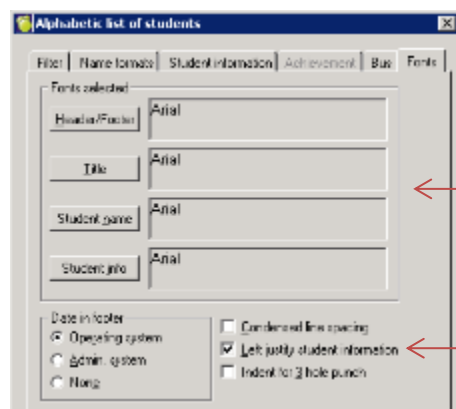 Alphabetic list of students
Filter Name formats Student information Achievement Bus Fonts
Fonts selected
Header/Footer Arial
Title Arial
Student name Arial
Student info Arial
Date in footer
Operating system
Admin. system
None
Condensed line spacing
Left justify student information
Indent for 3 hole punch